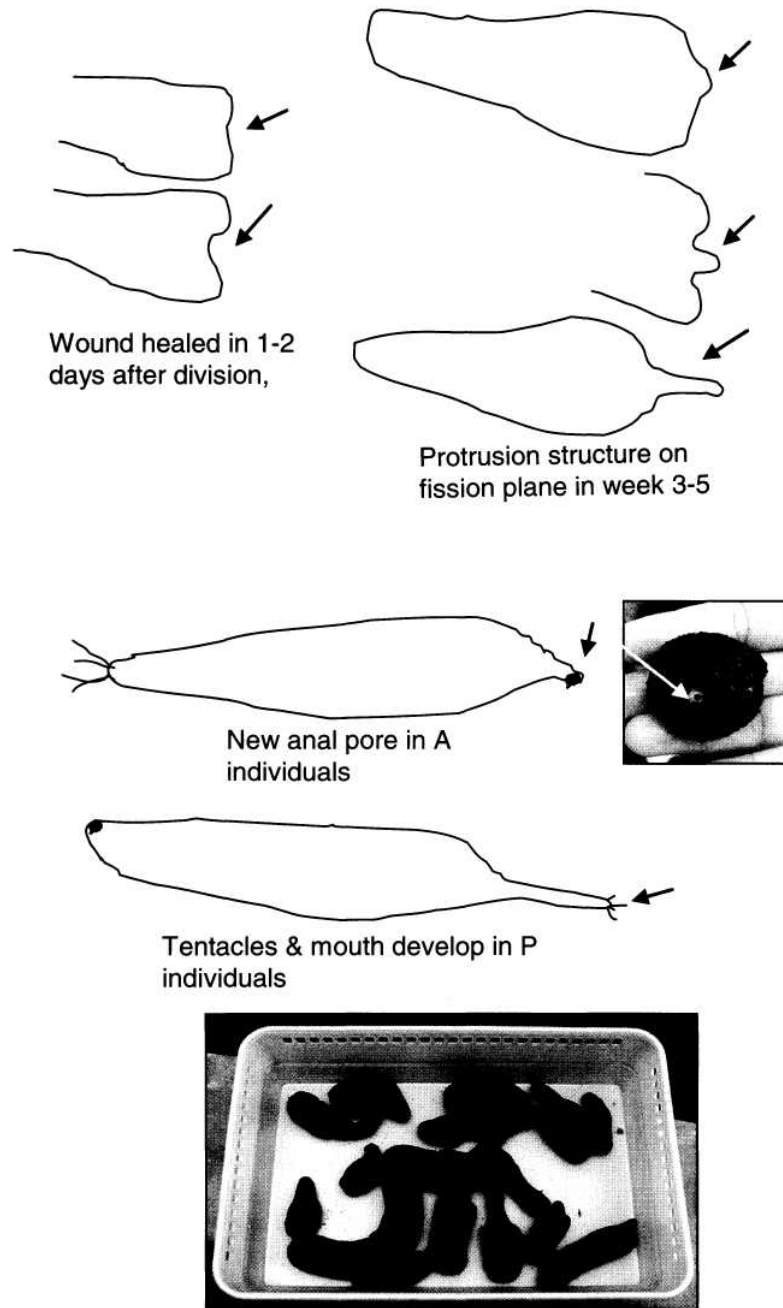 Wound healed in 1-2
days after division,
Protrusion structure on
fission plane in week 3-5
New anal pore in A
individuals
Tentacles & mouth develop in P
individuals